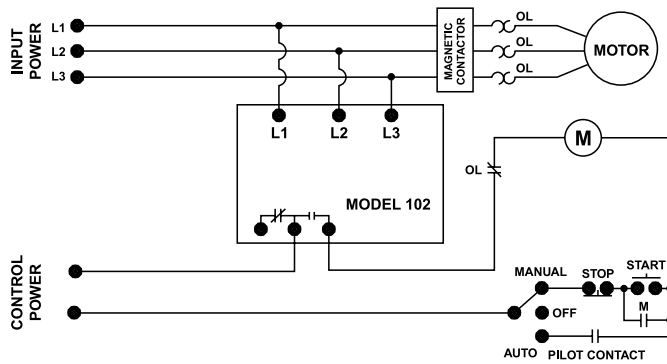 INPUT
POWER
L1
L2
L3
MAGNETIC
CONTACTOR
OL
OL
OL
MOTOR
L1 L2 L3
MODEL 102
OL
M
CONTROL
POWER
MANUAL
STOP
START
OFF
M
AUTO
PILOT CONTACT